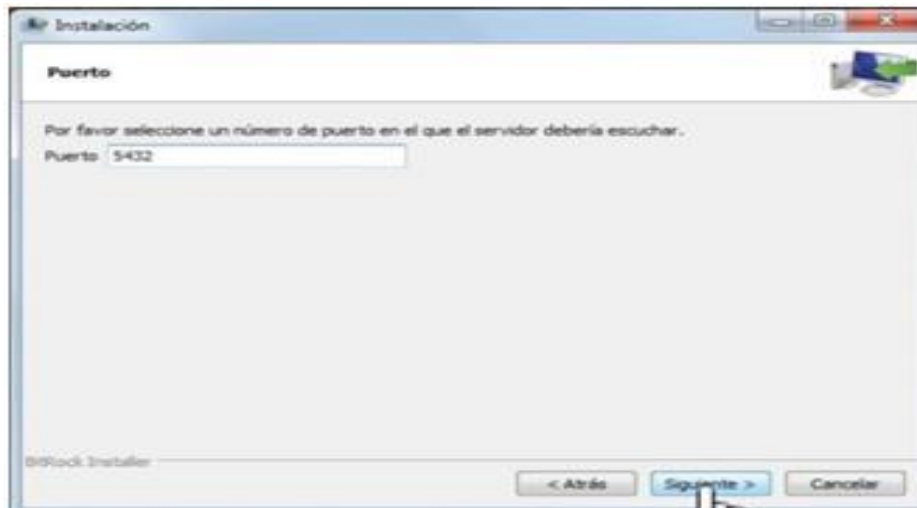 Instalación
Puerto
Por favor seleccione un número de puerto en el que el servidor debería escuchar.
Puerto 5432
BitRock Installer
< Atrás Siguiente > Cancelar